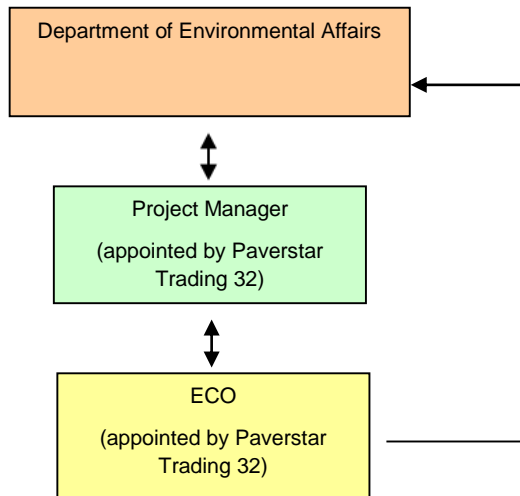 Department of Environmental Affairs
Project Manager
(appointed by Paverstar
Trading 32)
ECO
(appointed by Paverstar
Trading 32)